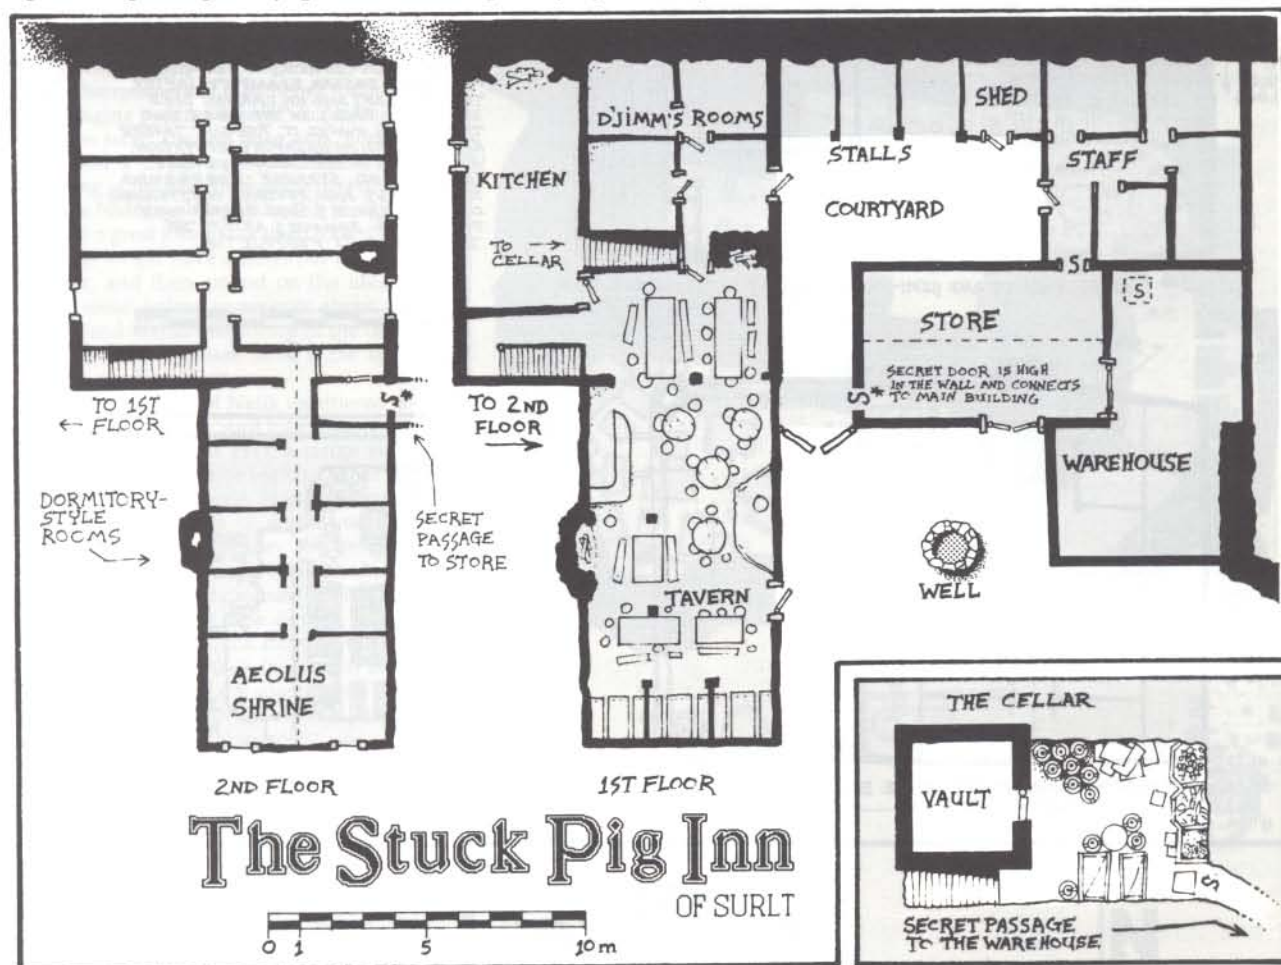 D'JIMM'S ROOMS
SHED
STALLS
STAFF
KITCHEN
COURTYARD
TO →
CELLAR
S
S
STORE
SECRET DOOR IS HIGH
IN THE WALL AND CONNECTS
TO MAIN BUILDING
S*
S*
TO 1ST
← FLOOR
TO 2ND
FLOOR
→
WAREHOUSE
DORMITORY-
STYLE
ROOMS →
SECRET
PASSAGE
TO STORE
TAVERN
WELL
AEOLUS
SHRINE
2ND FLOOR
1ST FLOOR
THE CELLAR
VAULT
S
SECRET PASSAGE
TO THE WAREHOUSE
The Stuck Pig Inn
OF SURLT
0 1 5 10 m